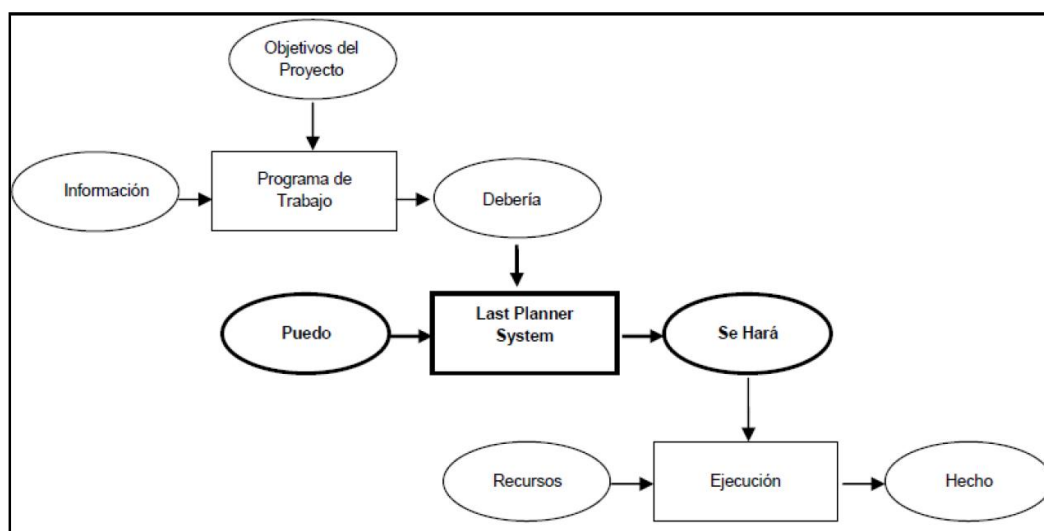 Objetivos del
Proyecto
Información
Programa de
Trabajo
Debería
Puedo
Last Planner
System
Se Hará
Recursos
Ejecución
Hecho